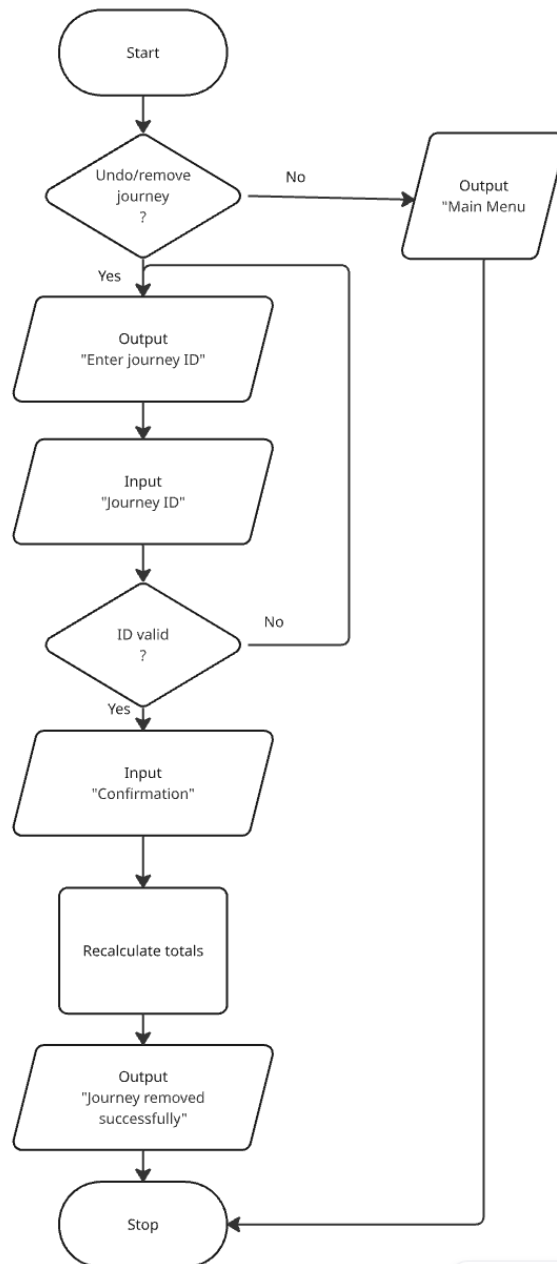 Start
Undo/remove
journey
?
No
Output
"Main Menu
Yes
Output
"Enter journey ID"
Input
"Journey ID"
ID valid
?
No
Yes
Input
"Confirmation"
Recalculate totals
Output
"Journey removed
successfully"
Stop